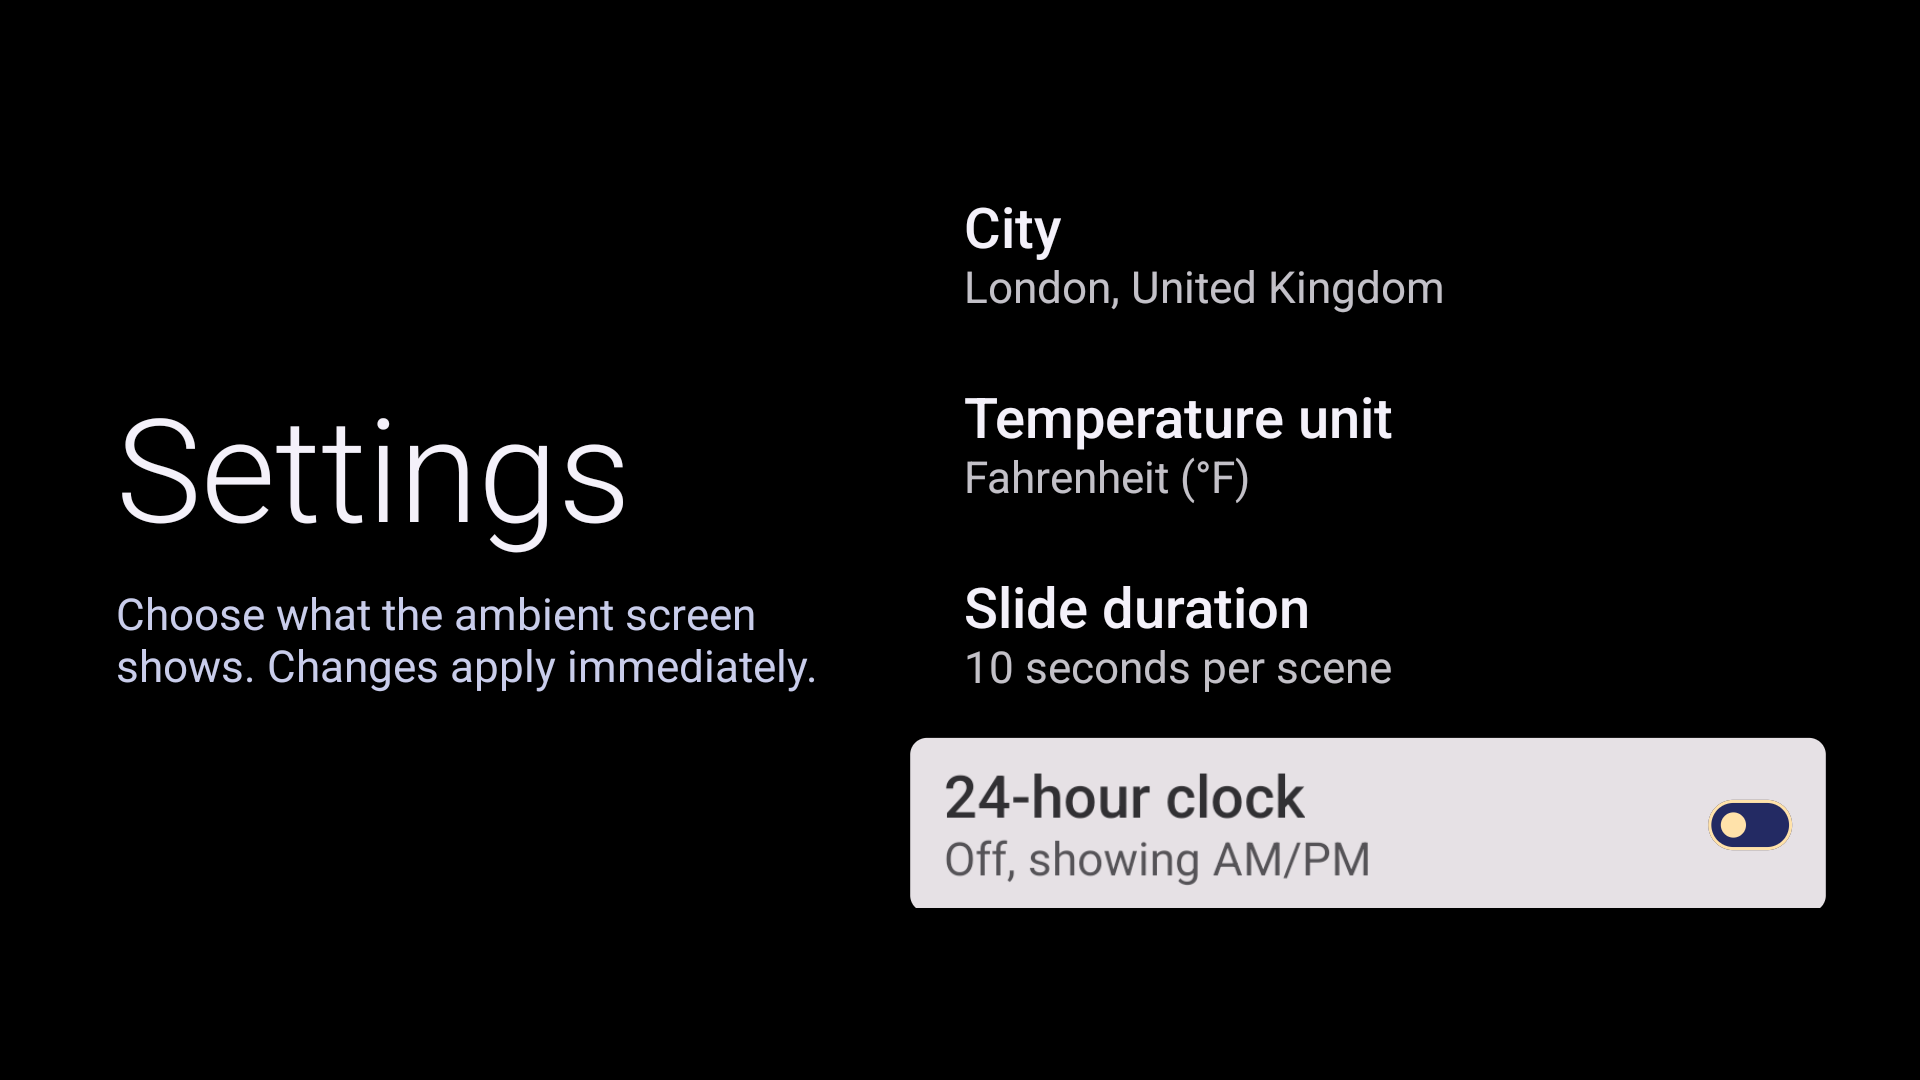 Settings
Choose what the ambient screen
shows. Changes apply immediately.
City
London, United Kingdom
Temperature unit
Fahrenheit (°F)
Slide duration
10 seconds per scene
24-hour clock
Off, showing AM/PM